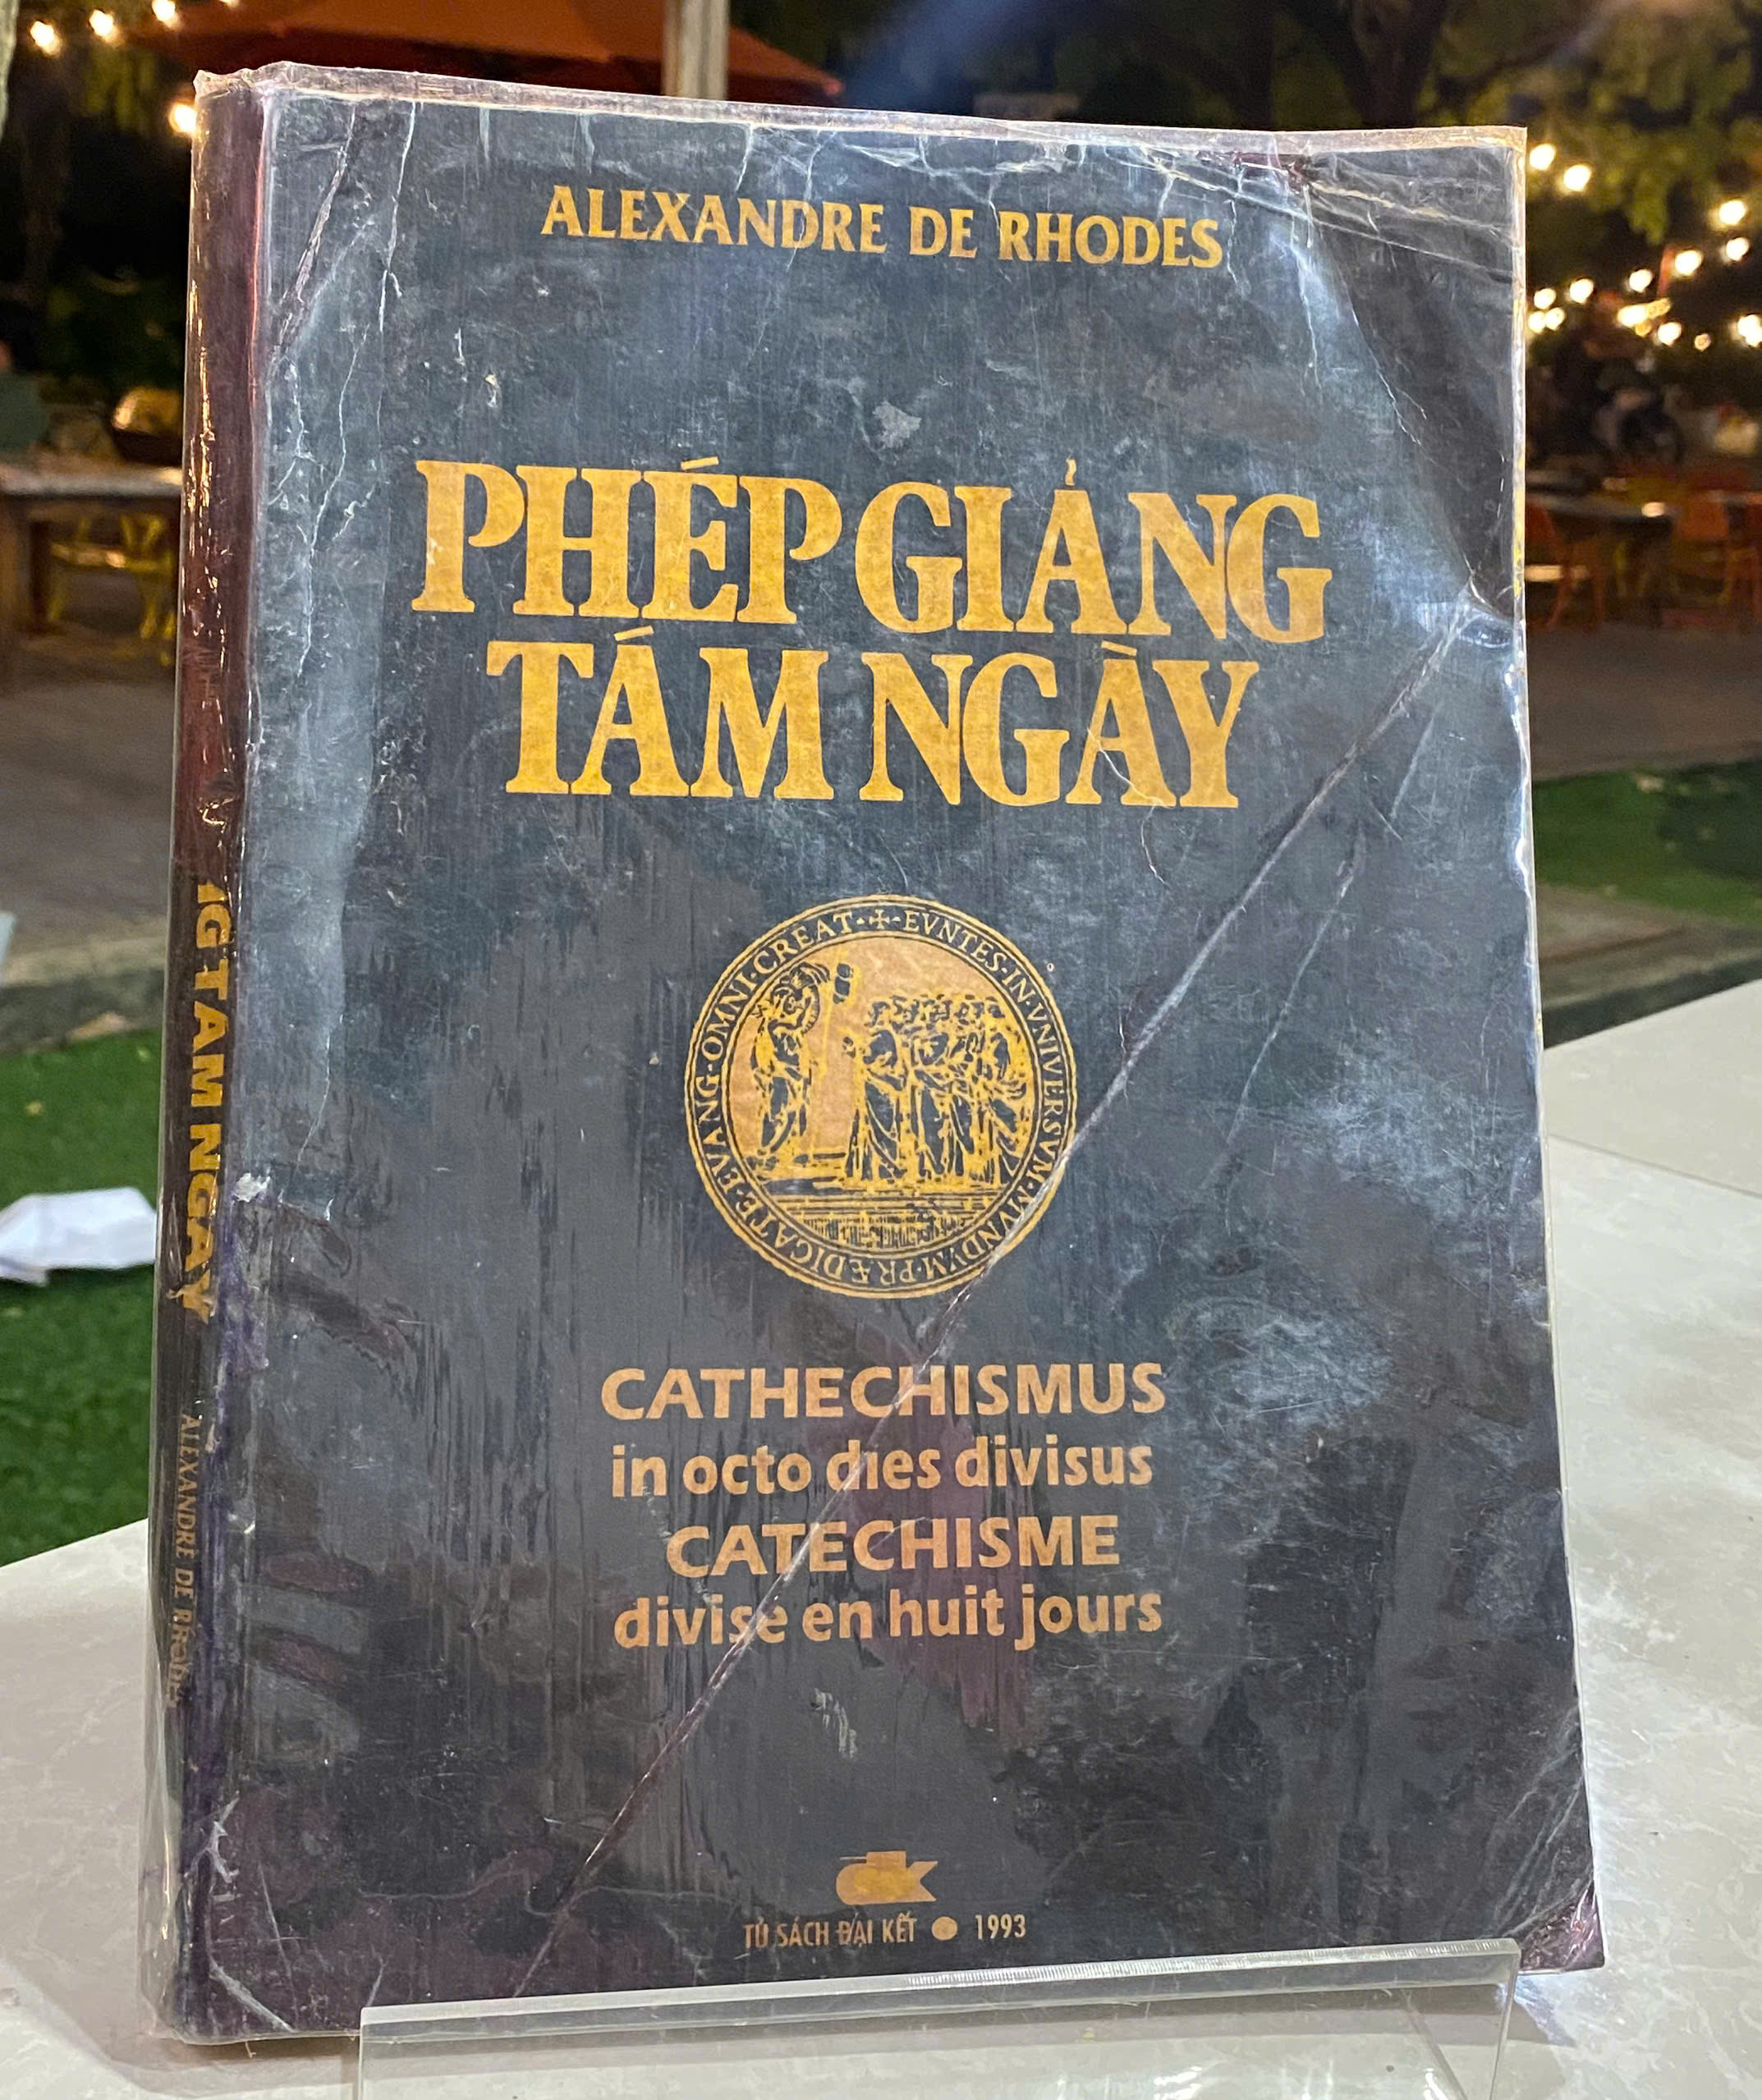 ALEXANDRE DE RHODES
PHÉP GIẢNG
TÁM NGÀY
+ EVNTES · IN · VNIVERSVM · MVNDVM · PRÆDICATE · EVANG · OMNI · CREAT ·
CATHECHISMUS
in octo dies divisus
CATECHISME
divise en huit jours
TỦ SÁCH ĐẠI KẾT ● 1993
TÁM NGÀY
ALEXANDRE DE RHODES